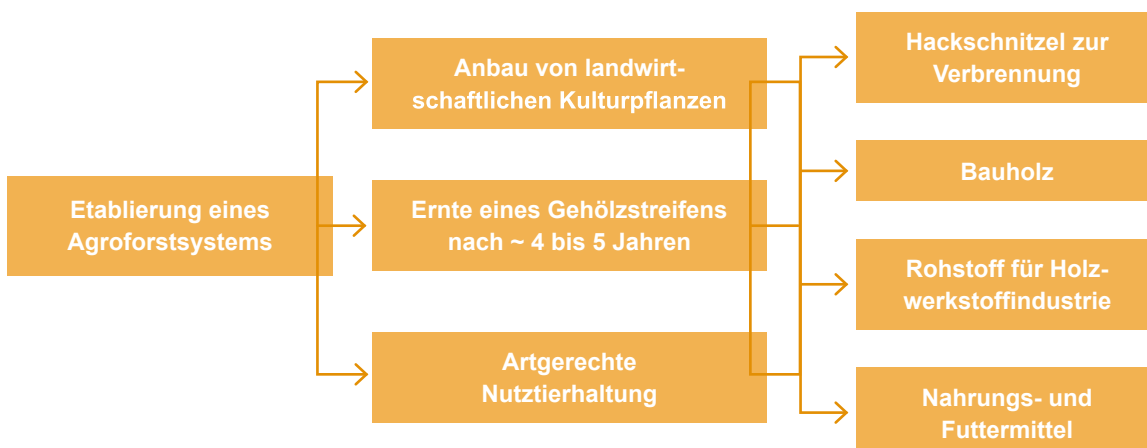 Etablierung eines
Agroforstsystems
Anbau von landwirt-
schaftlichen Kulturpflanzen
Ernte eines Gehölzstreifens
nach ~ 4 bis 5 Jahren
Artgerechte
Nutztierhaltung
Hackschnitzel zur
Verbrennung
Bauholz
Rohstoff für Holz-
werkstoffindustrie
Nahrungs- und
Futtermittel